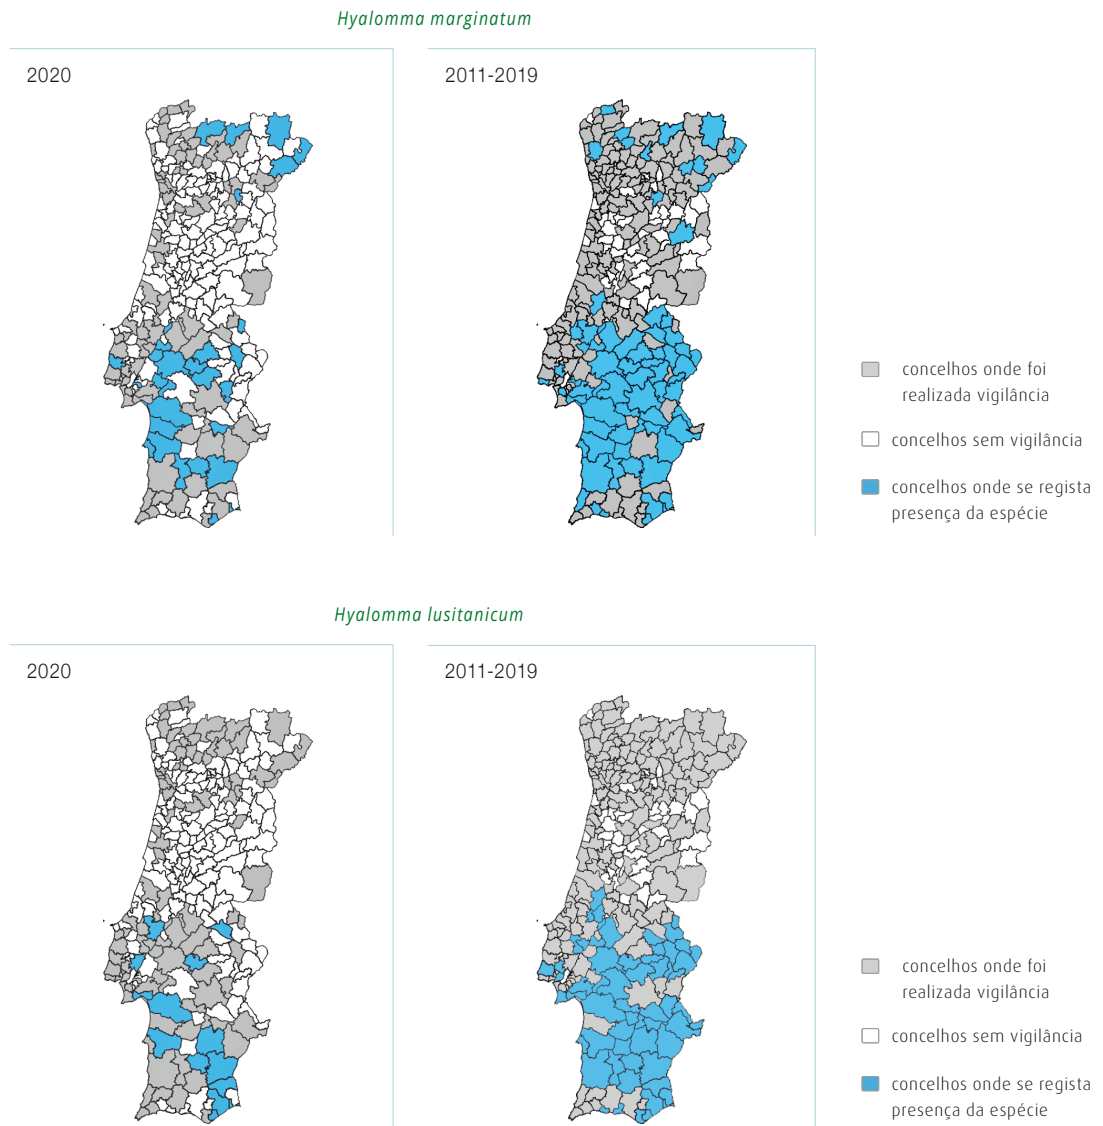 Hyalomma marginatum
2020
2011-2019
concelhos onde foi
realizada vigilância
concelhos sem vigilância
concelhos onde se regista
presença da espécie
Hyalomma lusitanicum
2020
2011-2019
concelhos onde foi
realizada vigilância
concelhos sem vigilância
concelhos onde se regista
presença da espécie